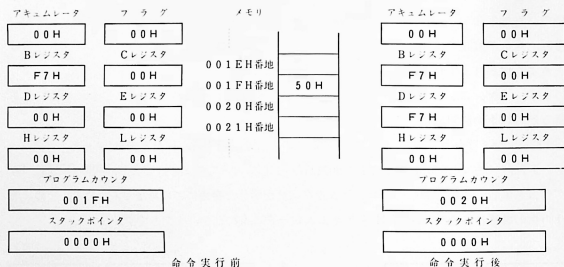 アキュムレータ フラグ
00H 00H
Bレジスタ Cレジスタ
F7H 00H
Dレジスタ Eレジスタ
00H 00H
Hレジスタ Lレジスタ
00H 00H
プログラムカウンタ
001FH
スタックポインタ
0000H
命令実行前
メモリ
001EH番地
001FH番地 50H
0020H番地
0021H番地
アキュムレータ フラグ
00H 00H
Bレジスタ Cレジスタ
F7H 00H
Dレジスタ Eレジスタ
F7H 00H
Hレジスタ Lレジスタ
00H 00H
プログラムカウンタ
0020H
スタックポインタ
0000H
命令実行後